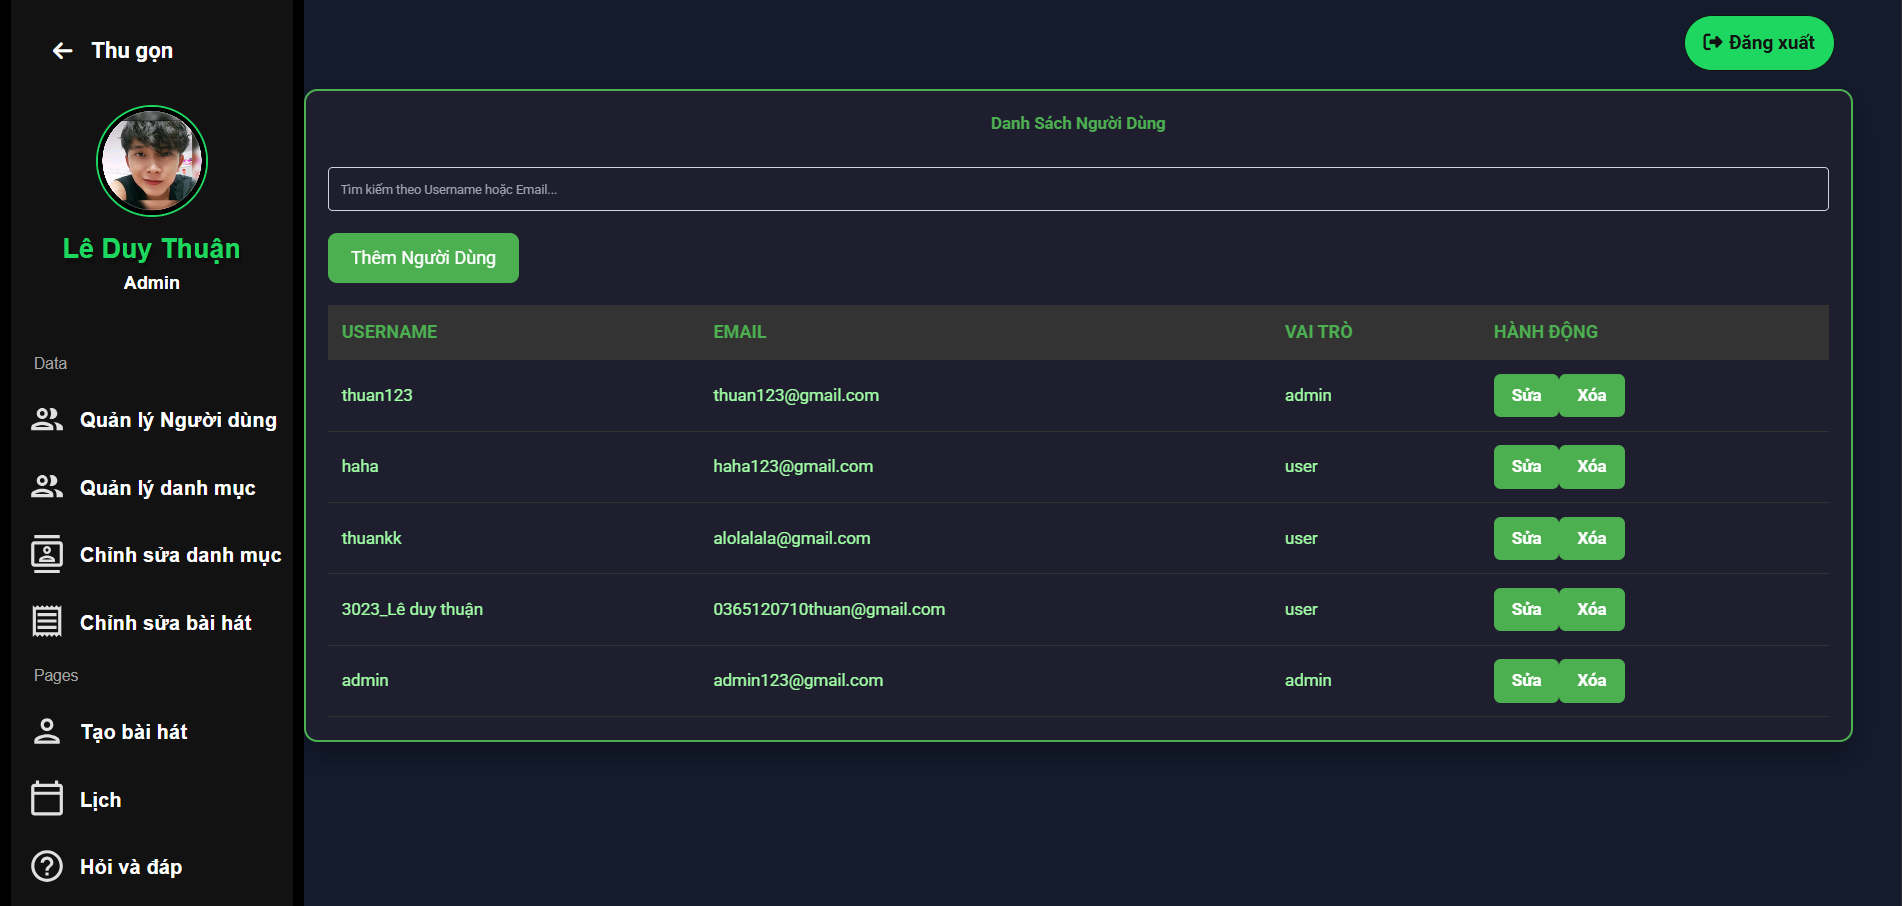 Thu gọn
Lê Duy Thuận
Admin
Data
Quản lý Người dùng
Quản lý danh mục
Chỉnh sửa danh mục
Chỉnh sửa bài hát
Pages
Tạo bài hát
Lịch
Hỏi và đáp
Đăng xuất
Danh Sách Người Dùng
Tìm kiếm theo Username hoặc Email...
Thêm Người Dùng
USERNAME EMAIL VAI TRÒ HÀNH ĐỘNG
thuan123 thuan123@gmail.com admin Sửa Xóa
haha haha123@gmail.com user Sửa Xóa
thuankk alolalala@gmail.com user Sửa Xóa
3023_Lê duy thuận 0365120710thuan@gmail.com user Sửa Xóa
admin admin123@gmail.com admin Sửa Xóa